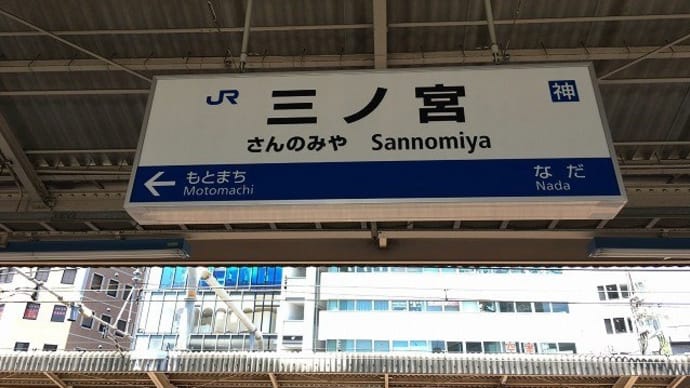 JR 三ノ宮 神
さんのみや Sannomiya
← もとまち なだ
Motomachi Nada